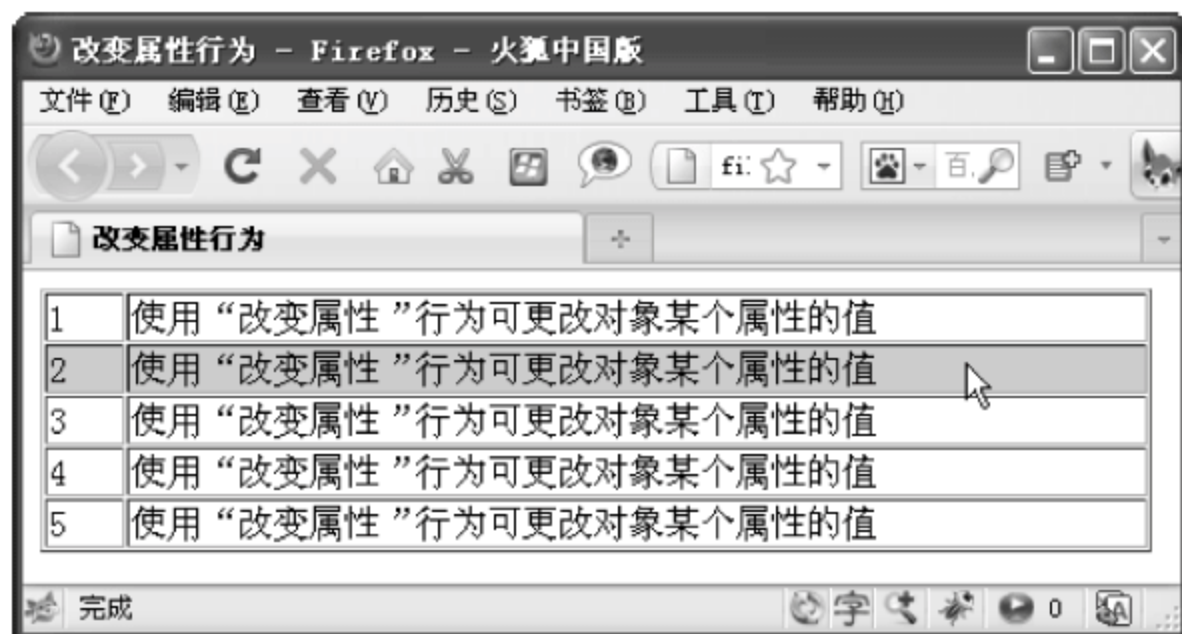 改变属性行为 - Firefox - 火狐中国版
文件(F) 编辑(E) 查看(V) 历史(S) 书签(B) 工具(T) 帮助(H)
fi: 百.
改变属性行为
1 使用“改变属性”行为可更改对象某个属性的值
2 使用“改变属性”行为可更改对象某个属性的值
3 使用“改变属性”行为可更改对象某个属性的值
4 使用“改变属性”行为可更改对象某个属性的值
5 使用“改变属性”行为可更改对象某个属性的值
完成 字 0 A